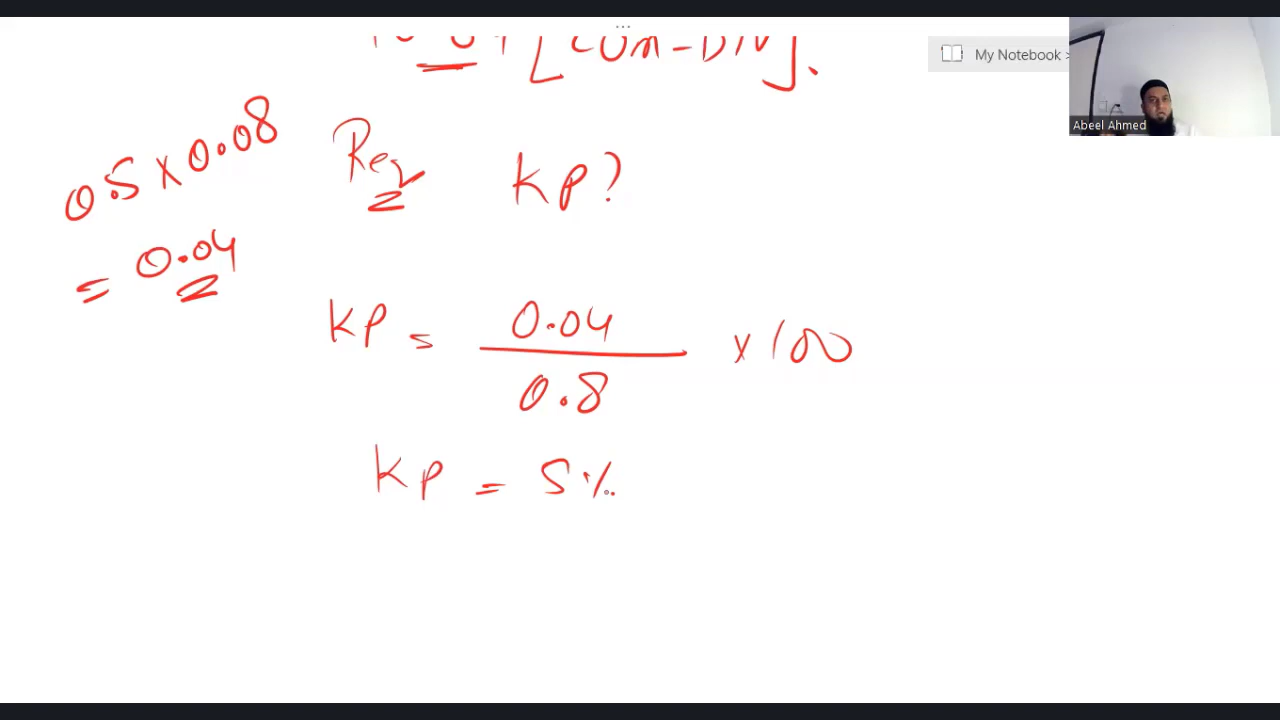 [cum-DIV].
My Notebook >
Abeel Ahmed
0.5 x 0.08
= 0.04
Req Kp?
Kp = 0.04 / 0.8 x 100
Kp = 5%